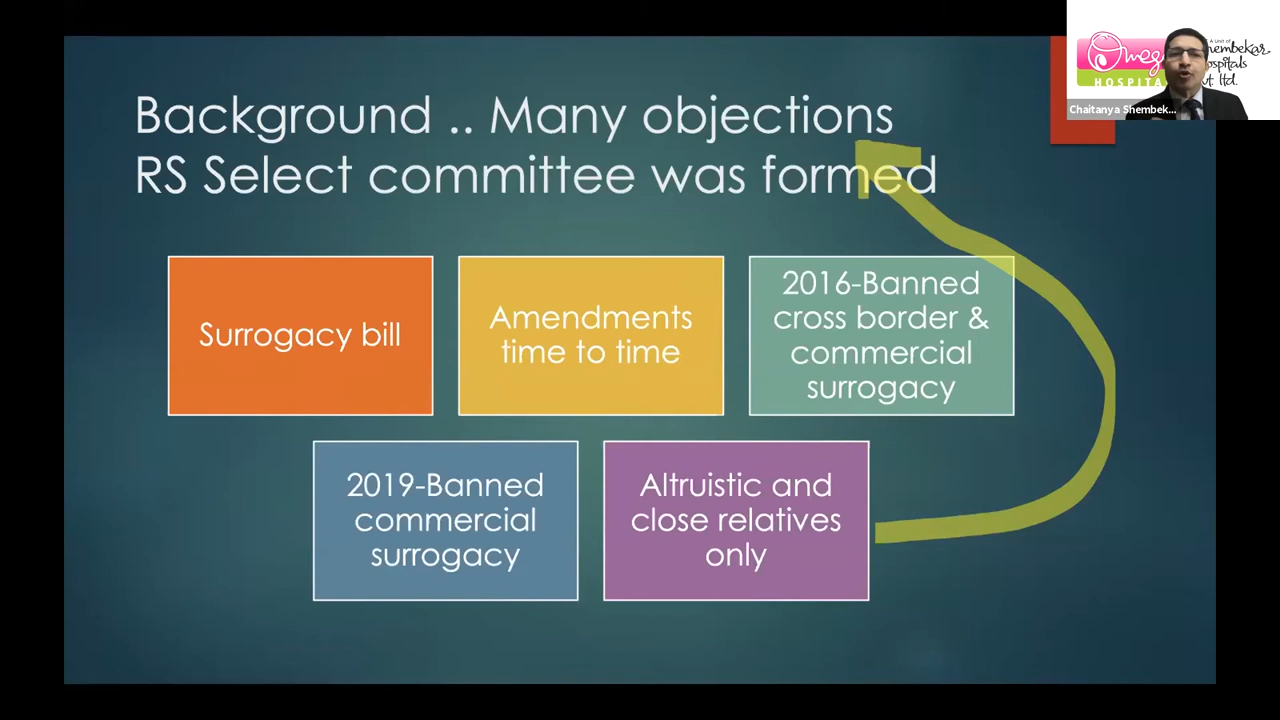 Background .. Many objections
RS Select committee was formed
Surrogacy bill
Amendments
time to time
2016-Banned
cross border &
commercial
surrogacy
2019-Banned
commercial
surrogacy
Altruistic and
close relatives
only
HOSPITA
Chaitanya Shembek...